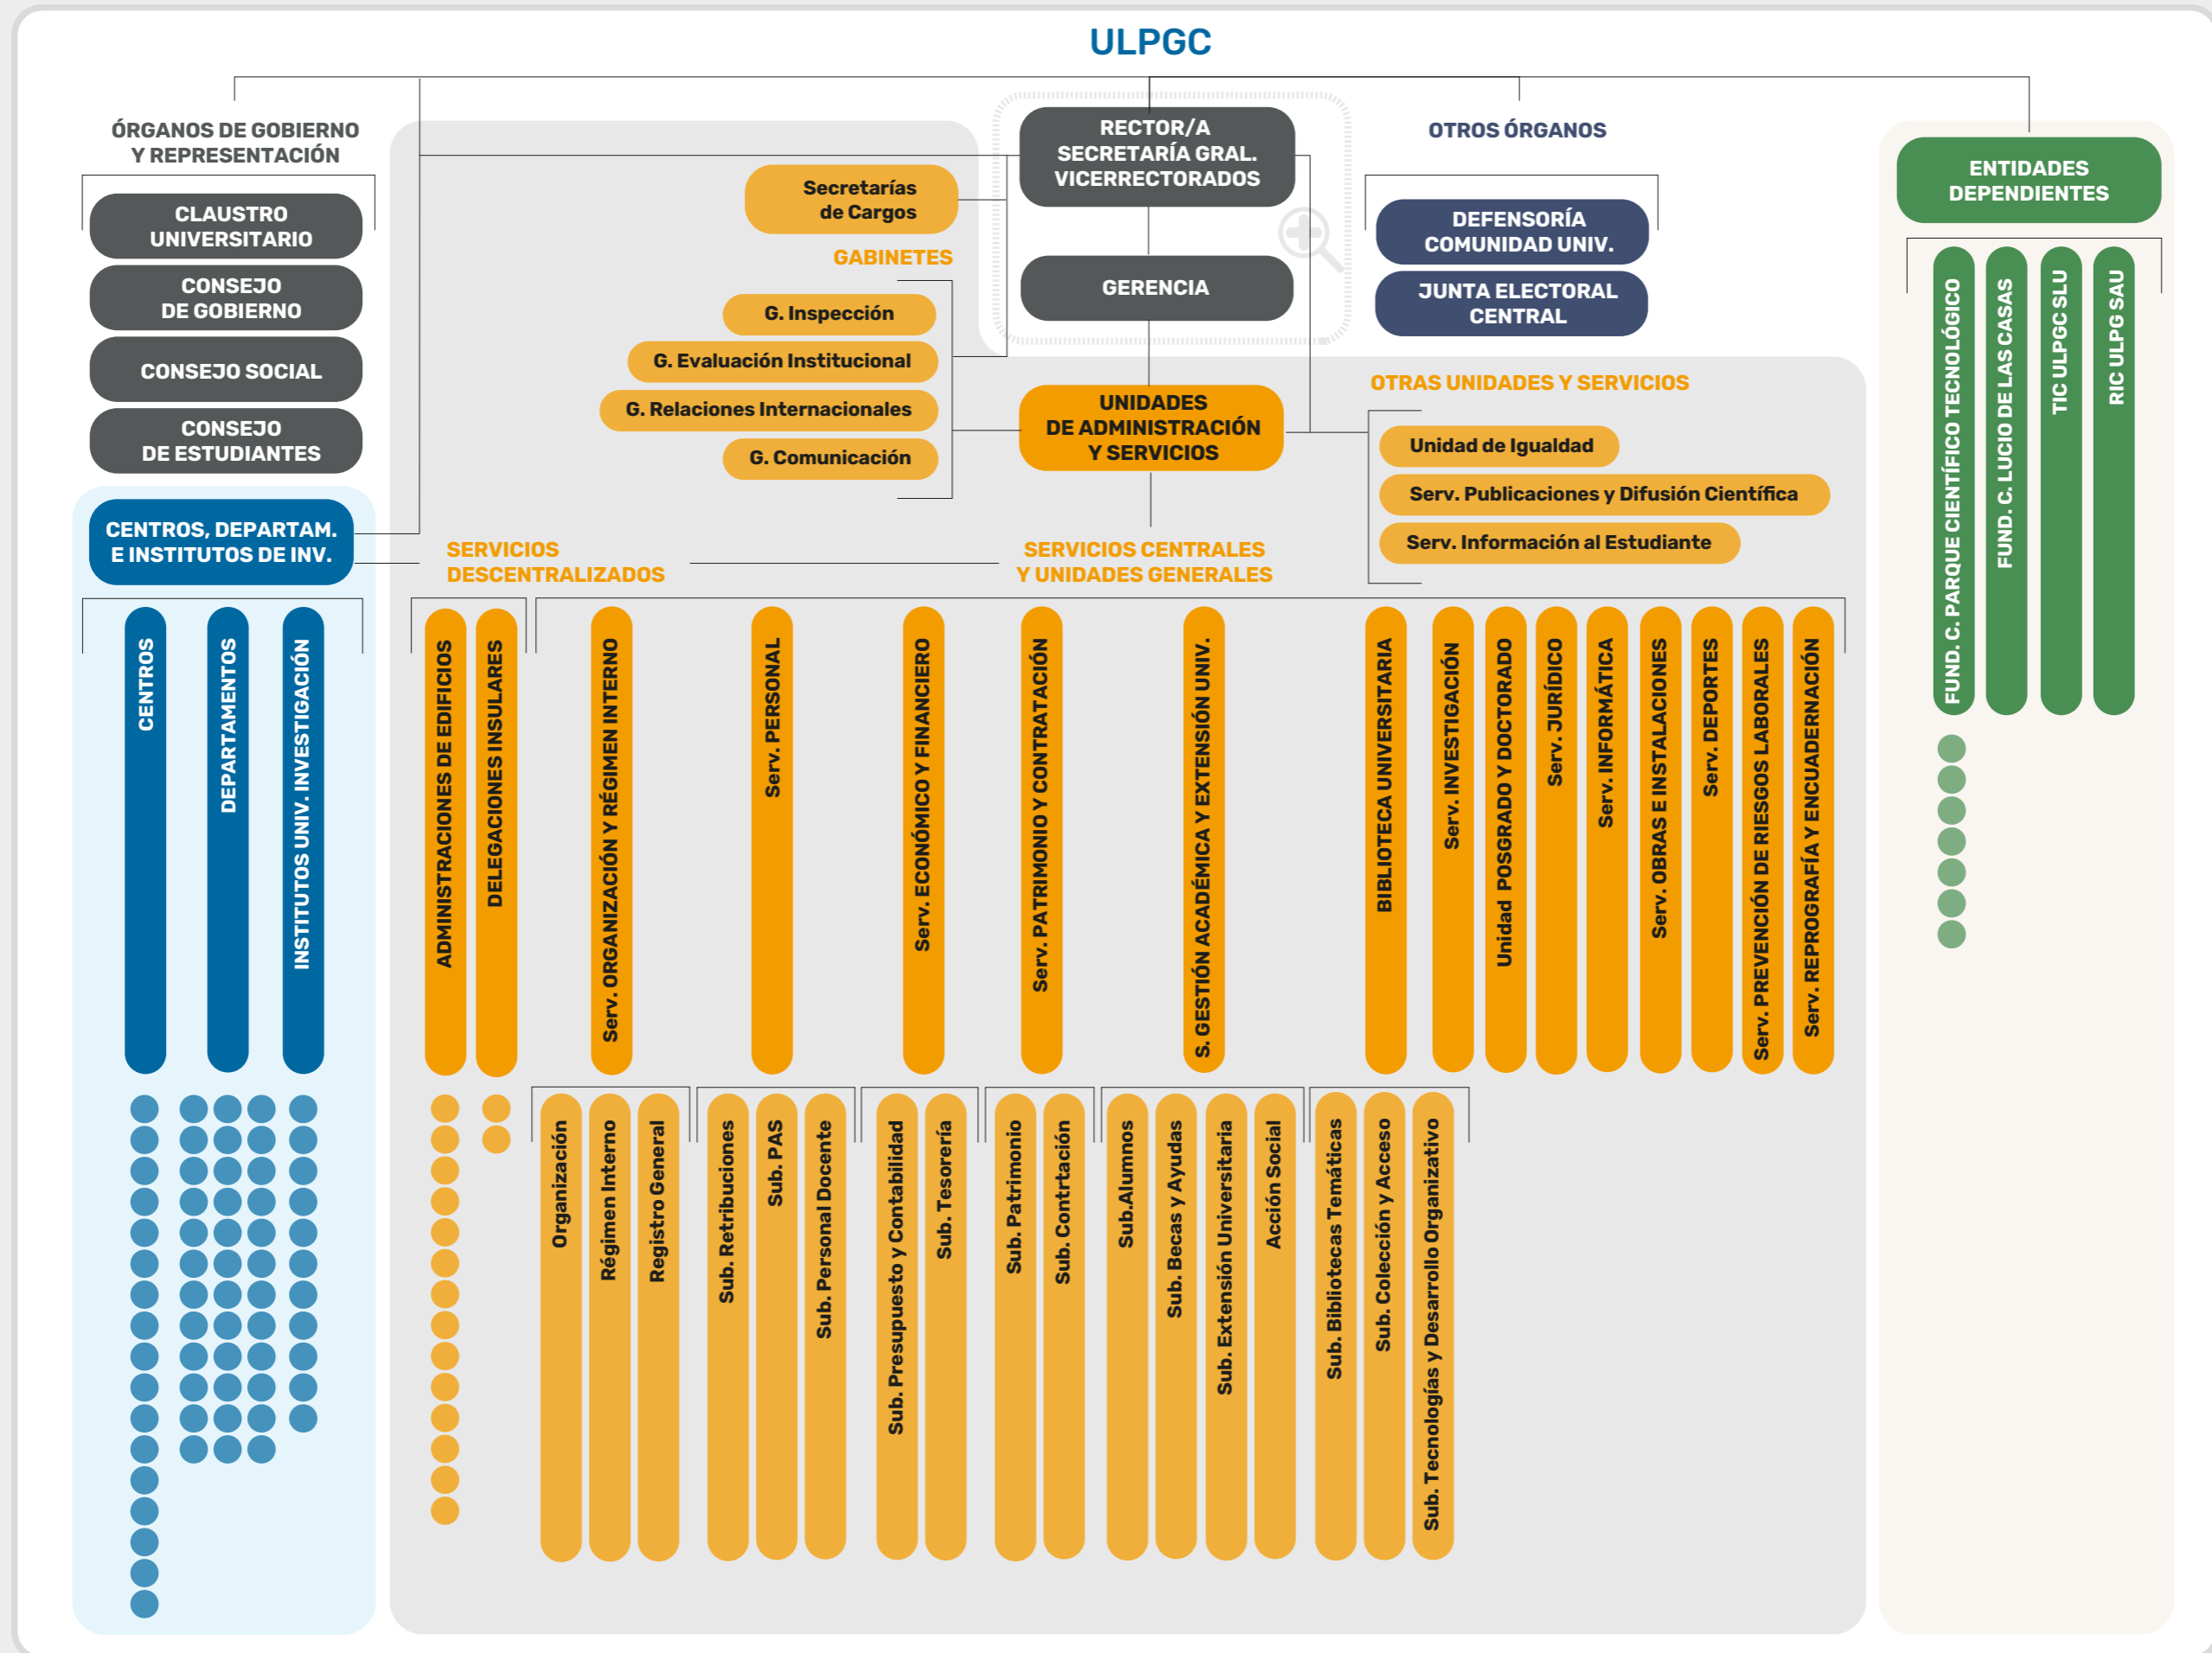 ULPGC
ÓRGANOS DE GOBIERNO
Y REPRESENTACIÓN
CLAUSTRO
UNIVERSITARIO
CONSEJO
DE GOBIERNO
CONSEJO SOCIAL
CONSEJO
DE ESTUDIANTES
RECTOR/A
SECRETARÍA GRAL.
VICERRECTORADOS
GERENCIA
Secretarías
de Cargos
GABINETES
G. Inspección
G. Evaluación Institucional
G. Relaciones Internacionales
G. Comunicación
UNIDADES
DE ADMINISTRACIÓN
Y SERVICIOS
OTROS ÓRGANOS
DEFENSORÍA
COMUNIDAD UNIV.
JUNTA ELECTORAL
CENTRAL
OTRAS UNIDADES Y SERVICIOS
Unidad de Igualdad
Serv. Publicaciones y Difusión Científica
Serv. Información al Estudiante
ENTIDADES
DEPENDIENTES
FUND. C. PARQUE CIENTÍFICO TECNOLÓGICO
FUND. C. LUCIO DE LAS CASAS
TIC ULPGC SLU
RIC ULPG SAU
CENTROS, DEPARTAM.
E INSTITUTOS DE INV.
CENTROS
DEPARTAMENTOS
INSTITUTOS UNIV. INVESTIGACIÓN
SERVICIOS
DESCENTRALIZADOS
ADMINISTRACIONES DE EDIFICIOS
DELEGACIONES INSULARES
SERVICIOS CENTRALES
Y UNIDADES GENERALES
Serv. ORGANIZACIÓN Y RÉGIMEN INTERNO
Serv. PERSONAL
Serv. ECONÓMICO Y FINANCIERO
Serv. PATRIMONIO Y CONTRATACIÓN
S. GESTIÓN ACADÉMICA Y EXTENSIÓN UNIV.
BIBLIOTECA UNIVERSITARIA
Serv. INVESTIGACIÓN
Unidad POSGRADO Y DOCTORADO
Serv. JURÍDICO
Serv. INFORMÁTICA
Serv. OBRAS E INSTALACIONES
Serv. DEPORTES
Serv. PREVENCIÓN DE RIESGOS LABORALES
Serv. REPROGRAFÍA Y ENCUADERNACIÓN
Organización
Régimen Interno
Registro General
Sub. Retribuciones
Sub. PAS
Sub. Personal Docente
Sub. Presupuesto y Contabilidad
Sub. Tesorería
Sub. Patrimonio
Sub. Contrtación
Sub.Alumnos
Sub. Becas y Ayudas
Sub. Extensión Universitaria
Acción Social
Sub. Bibliotecas Temáticas
Sub. Colección y Acceso
Sub. Tecnologías y Desarrollo Organizativo